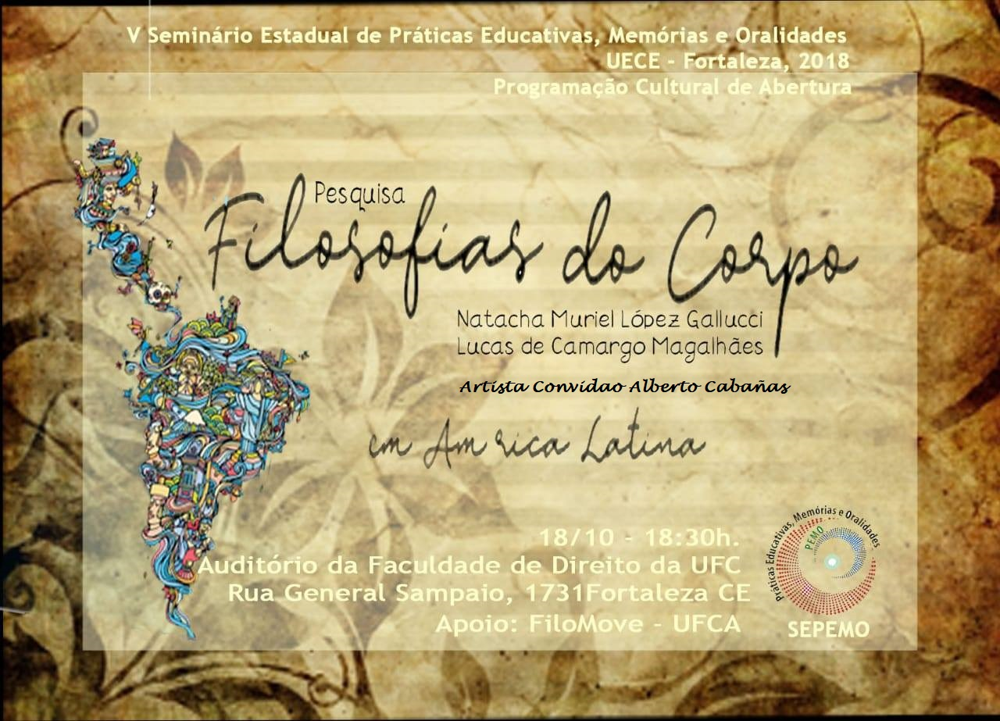 V Seminário Estadual de Práticas Educativas, Memórias e Oralidades
UECE - Fortaleza, 2018
Programação Cultural de Abertura
Pesquisa
Filosofias do Corpo
Natacha Muriel López Gallucci
Lucas de Camargo Magalhães
Artista Convidao Alberto Cabañas
em Am rica Latina
18/10 - 18:30h.
Auditório da Faculdade de Direito da UFC
Rua General Sampaio, 1731Fortaleza CE
Apoio: FiloMove - UFCA
Práticas Educativas, Memórias e Oralidades
PEMO
SEPEMO